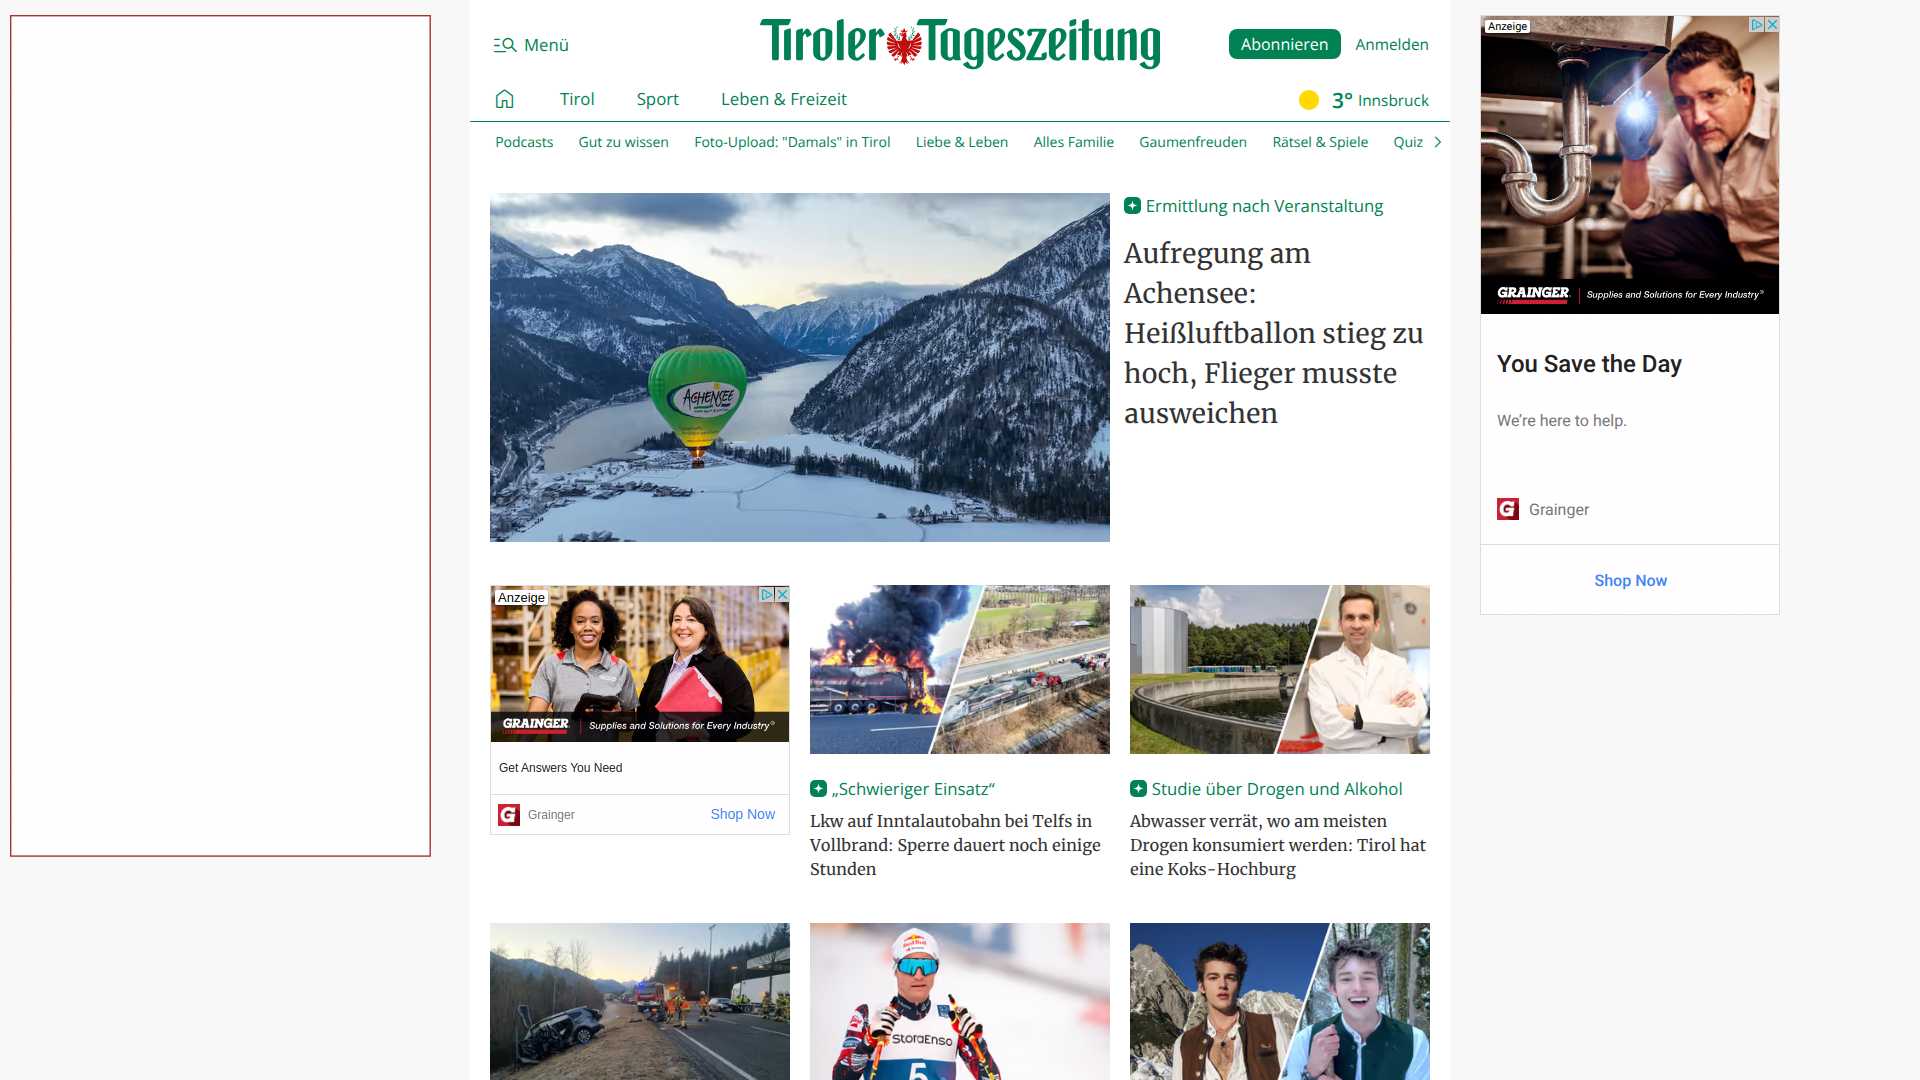 Menü
Tiroler Tageszeitung
Abonnieren
Anmelden
Tirol
Sport
Leben & Freizeit
3° Innsbruck
Podcasts
Gut zu wissen
Foto-Upload: "Damals" in Tirol
Liebe & Leben
Alles Familie
Gaumenfreuden
Rätsel & Spiele
Quiz
ACHENSEE
Ermittlung nach Veranstaltung
Aufregung am
Achensee:
Heißluftballon stieg zu
hoch, Flieger musste
ausweichen
Anzeige
GRAINGER
Supplies and Solutions for Every Industry®
You Save the Day
We're here to help.
G
Grainger
Shop Now
Anzeige
GRAINGER
Supplies and Solutions for Every Industry®
Get Answers You Need
G
Grainger
Shop Now
„Schwieriger Einsatz“
Lkw auf Inntalautobahn bei Telfs in
Vollbrand: Sperre dauert noch einige
Stunden
Studie über Drogen und Alkohol
Abwasser verrät, wo am meisten
Drogen konsumiert werden: Tirol hat
eine Koks-Hochburg
Red Bull
StoraEnso
5